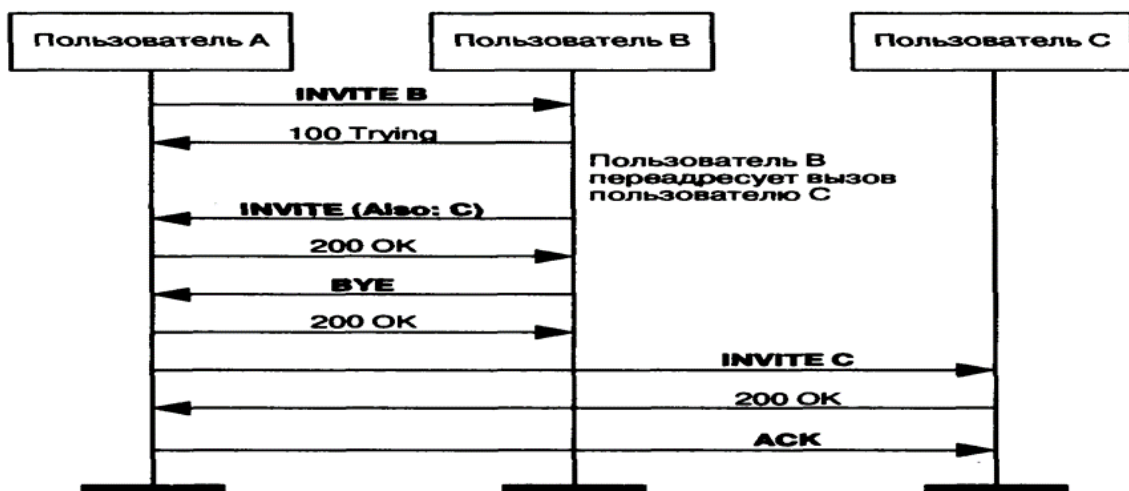 Пользователь А
Пользователь В
Пользователь С
INVITE B
100 Trying
Пользователь В
переадресует вызов
пользователю С
INVITE (Also: C)
200 OK
BYE
200 OK
INVITE C
200 OK
ACK